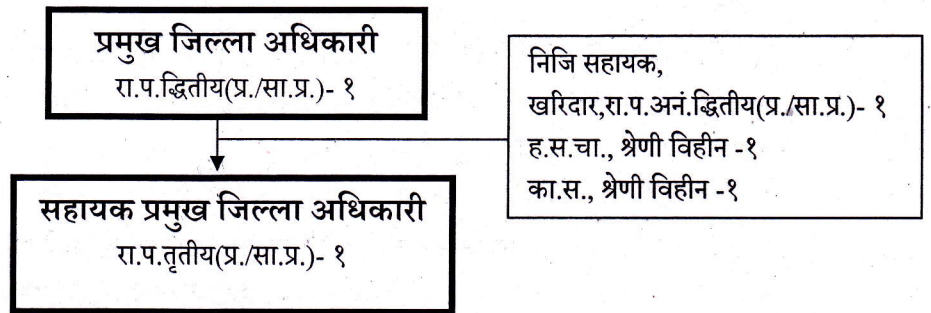 प्रमुख जिल्ला अधिकारी
रा.प.द्धितीय(प्र./सा.प्र.)- १
निजि सहायक,
खरिदार,रा.प.अनं.द्धितीय(प्र./सा.प्र.)- १
ह.स.चा., श्रेणी विहीन -१
का.स., श्रेणी विहीन -१
सहायक प्रमुख जिल्ला अधिकारी
रा.प.तृतीय(प्र./सा.प्र.)- १